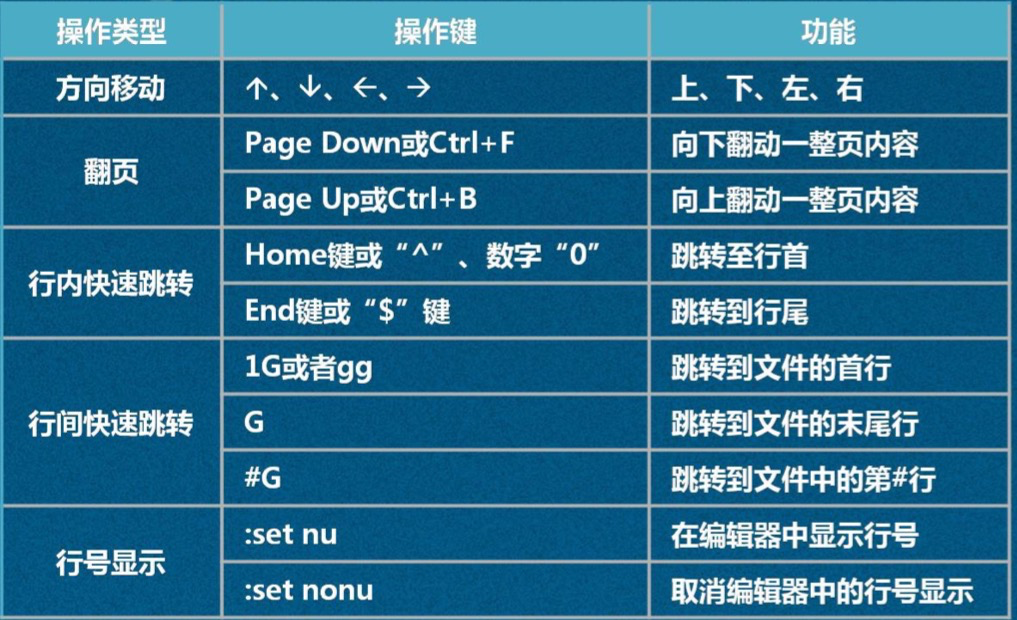 操作类型 操作键 功能
方向移动 ↑、↓、←、→ 上、下、左、右
翻页 Page Down或Ctrl+F 向下翻动一整页内容
Page Up或Ctrl+B 向上翻动一整页内容
行内快速跳转 Home键或“^”、数字“0” 跳转至行首
End键或“$”键 跳转到行尾
行间快速跳转 1G或者gg 跳转到文件的首行
G 跳转到文件的末尾行
#G 跳转到文件中的第#行
行号显示 :set nu 在编辑器中显示行号
:set nonu 取消编辑器中的行号显示